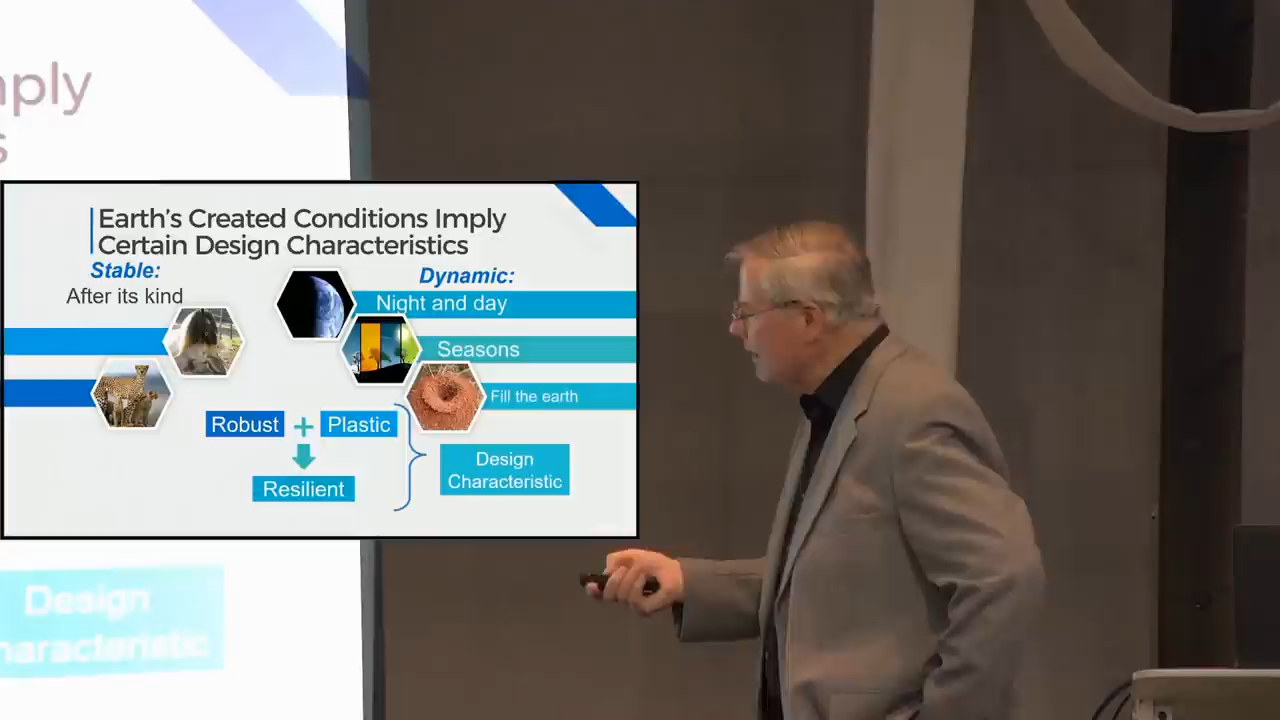 mply
s
Earth's Created Conditions Imply
Certain Design Characteristics
Stable:
After its kind
Dynamic:
Night and day
Seasons
Fill the earth
Robust + Plastic
Resilient
Design
Characteristic
Design
haracteristic